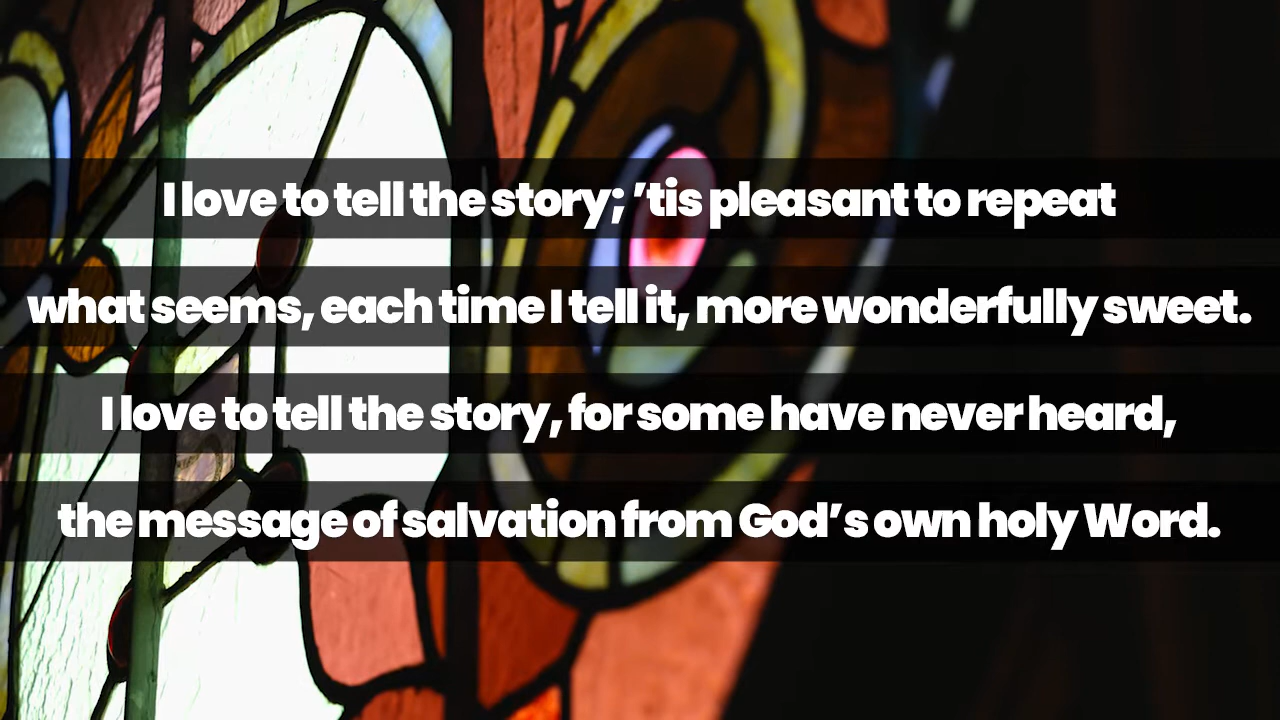 I love to tell the story; ’tis pleasant to repeat
what seems, each time I tell it, more wonderfully sweet.
I love to tell the story, for some have never heard,
the message of salvation from God’s own holy Word.